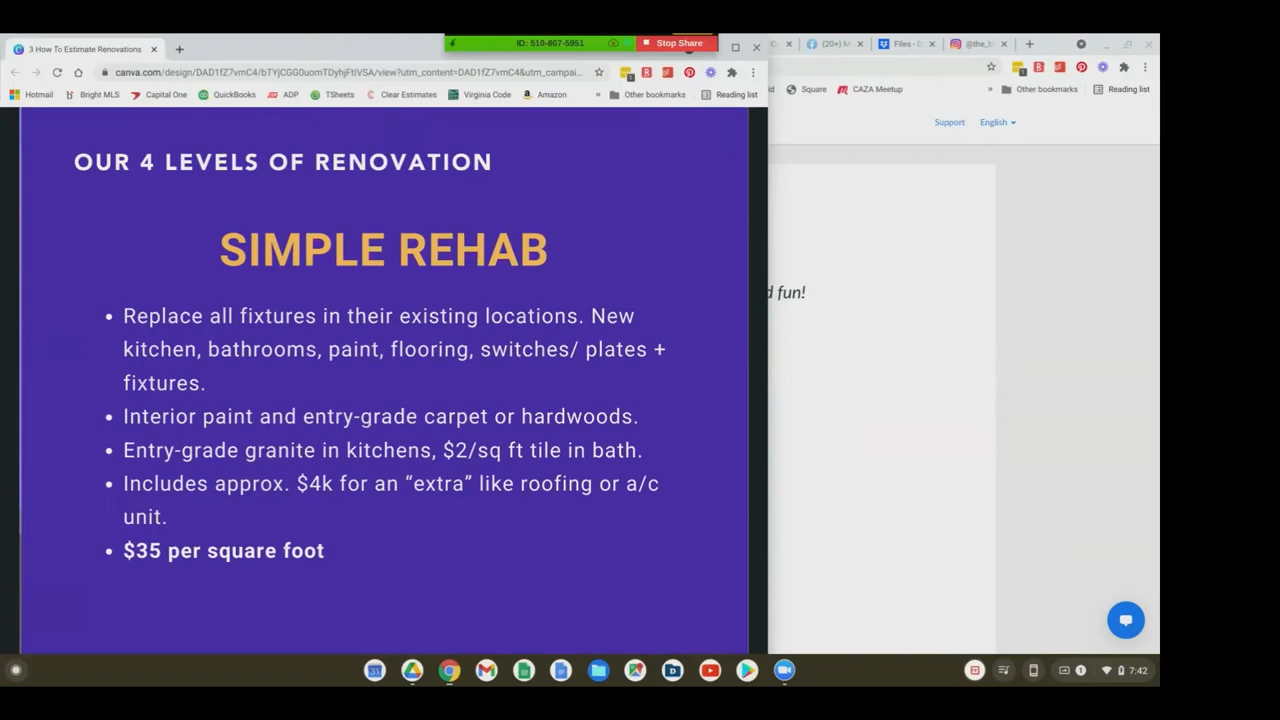 ID: 510-807-5951
Stop Share
3 How To Estimate Renovations
(20+) M
Files - D
@the_b
canva.com/design/DAD1fZ7vmC4/bTYjCGG0uomTDyhjFtIVSA/view?utm_content=DAD1fZ7vmC4&utm_campai...
Hotmail
Bright MLS
Capital One
QuickBooks
ADP
TSheets
Clear Estimates
Virginia Code
Amazon
»
Other bookmarks
Reading list
Square
CAZA Meetup
»
Other bookmarks
Reading list
Support
English
OUR 4 LEVELS OF RENOVATION
SIMPLE REHAB
• Replace all fixtures in their existing locations. New
kitchen, bathrooms, paint, flooring, switches/ plates +
fixtures.
• Interior paint and entry-grade carpet or hardwoods.
• Entry-grade granite in kitchens, $2/sq ft tile in bath.
• Includes approx. $4k for an “extra” like roofing or a/c
unit.
• $35 per square foot
d fun!
7:42